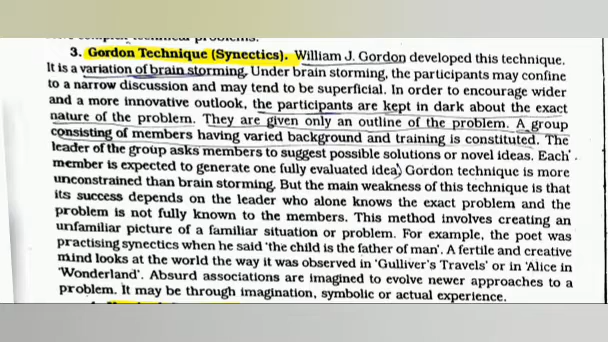 technical problems.
3. Gordon Technique (Synectics). William J. Gordon developed this technique.
It is a variation of brain storming. Under brain storming, the participants may confine
to a narrow discussion and may tend to be superficial. In order to encourage wider
and a more innovative outlook, the participants are kept in dark about the exact
nature of the problem. They are given only an outline of the problem. A group
consisting of members having varied background and training is constituted. The
leader of the group asks members to suggest possible solutions or novel ideas. Each
member is expected to generate one fully evaluated idea. Gordon technique is more
unconstrained than brain storming. But the main weakness of this technique is that
its success depends on the leader who alone knows the exact problem and the
problem is not fully known to the members. This method involves creating an
unfamiliar picture of a familiar situation or problem. For example, the poet was
practising synectics when he said 'the child is the father of man'. A fertile and creative
mind looks at the world the way it was observed in 'Gulliver's Travels' or in 'Alice in
'Wonderland'. Absurd associations are imagined to evolve newer approaches to a
problem. It may be through imagination, symbolic or actual experience.